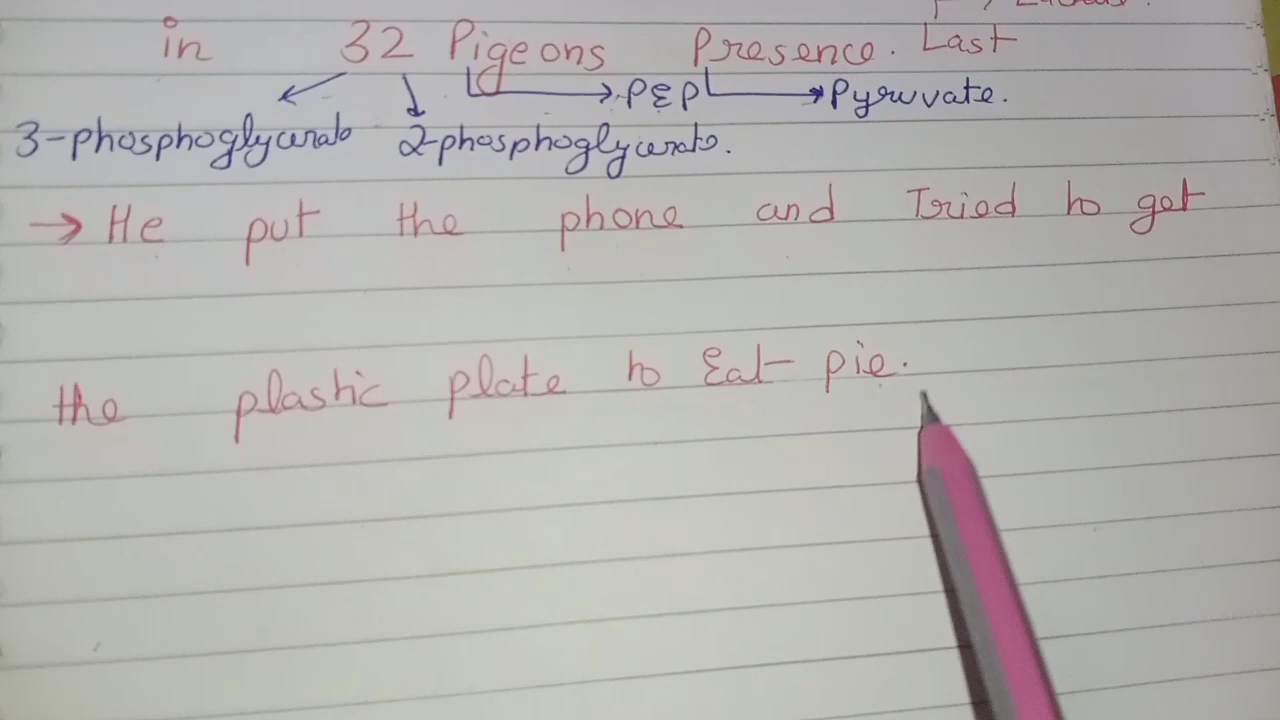 in 32 Pigeons Presence. Last
PEP Pyruvate.
3-phosphoglycerate 2-phosphoglycerate.
→ He put the phone and Tried to get
the plastic plate to Eat pie.